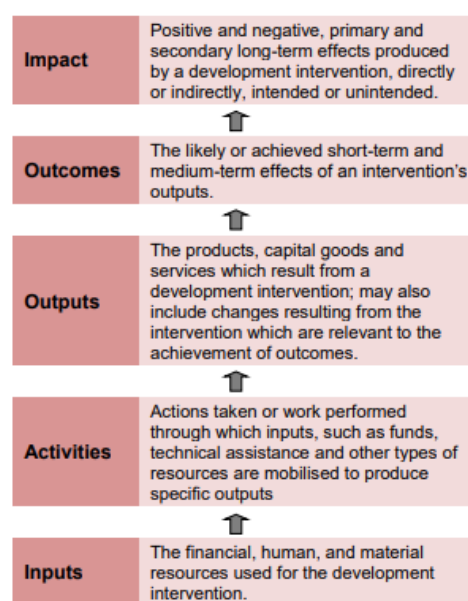 Impact
Positive and negative, primary and
secondary long-term effects produced
by a development intervention, directly
or indirectly, intended or unintended.
Outcomes
The likely or achieved short-term and
medium-term effects of an intervention's
outputs.
Outputs
The products, capital goods and
services which result from a
development intervention; may also
include changes resulting from the
intervention which are relevant to the
achievement of outcomes.
Activities
Actions taken or work performed
through which inputs, such as funds,
technical assistance and other types of
resources are mobilised to produce
specific outputs
Inputs
The financial, human, and material
resources used for the development
intervention.